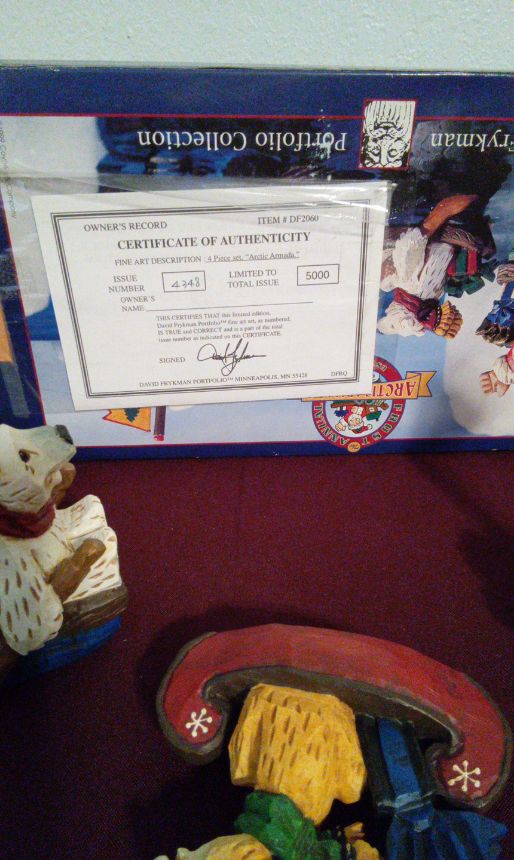 Frykman
Portfolio Collection
OWNER'S RECORD ITEM # DF2060
CERTIFICATE OF AUTHENTICITY
FINE ART DESCRIPTION : 4 Piece set, "Arctic Armada,"
ISSUE NUMBER 4348 LIMITED TO TOTAL ISSUE 5000
OWNER'S
NAME
THIS CERTIFIES THAT this limited edition,
David Frykman Portfolio™ fine art set, as numbered,
IS TRUE and CORRECT and is a part of the total
issue number as indicated on this CERTIFICATE.
SIGNED
DAVID FRYKMAN PORTFOLIO™ MINNEAPOLIS, MN 55428 DFRQ
FIRST ANNUAL